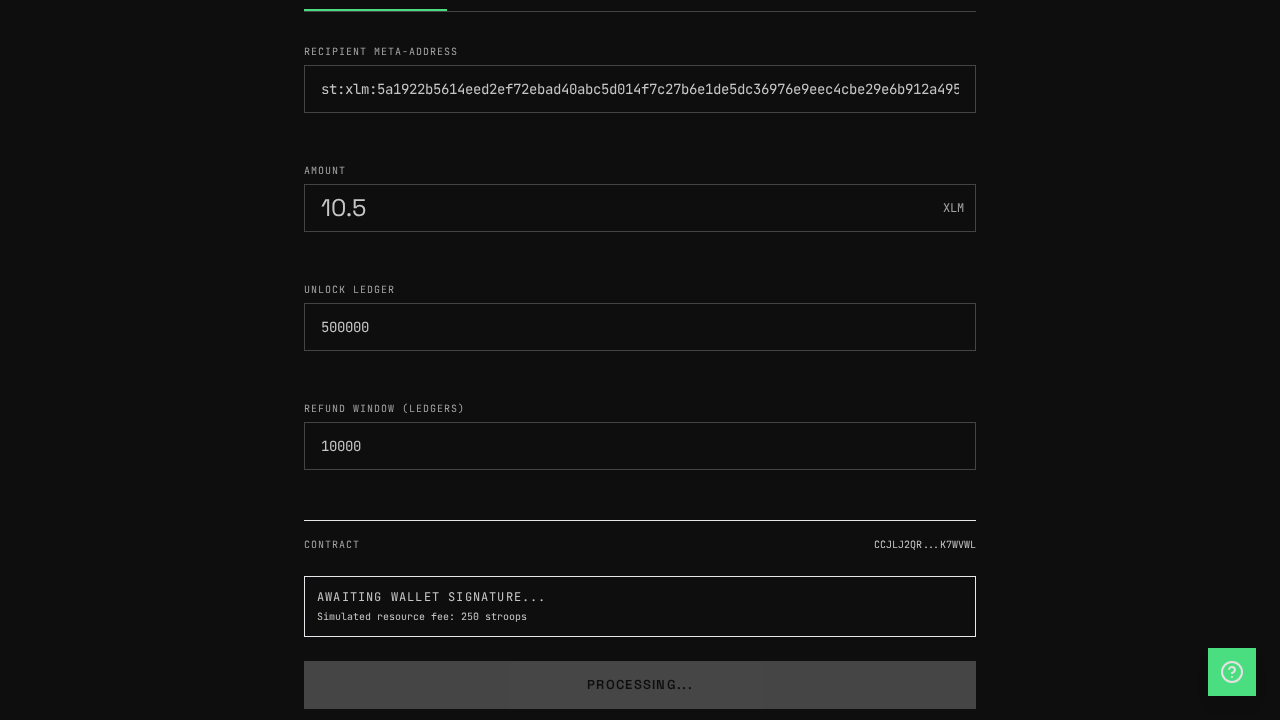 RECIPIENT META-ADDRESS
st:xlm:5a1922b5614eed2ef72ebad40abc5d014f7c27b6e1de5dc36976e9eec4cbe29e6b912a495
AMOUNT
10.5 XLM
UNLOCK LEDGER
500000
REFUND WINDOW (LEDGERS)
10000
CONTRACT CCJLJ2QR...K7WVWL
AWAITING WALLET SIGNATURE...
Simulated resource fee: 250 stroops
PROCESSING...